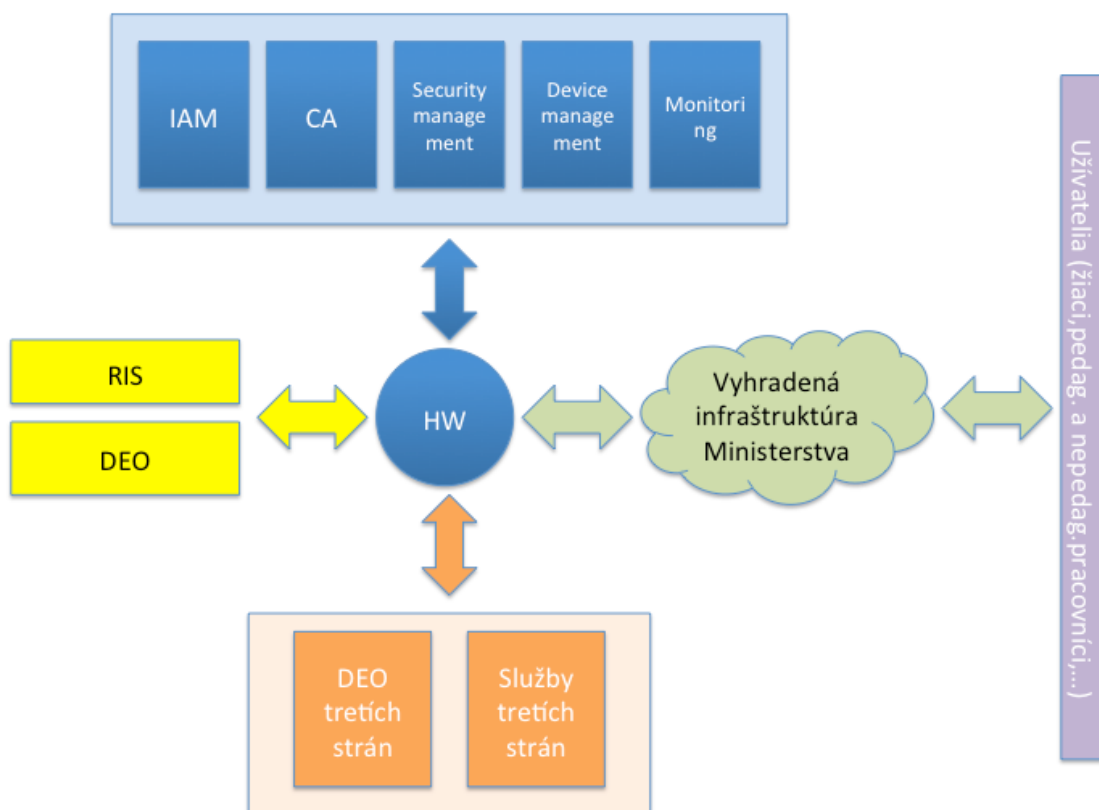 IAM
CA
Security
manage
ment
Device
manage
ment
Monitori
ng
RIS
DEO
HW
Vyhradená
infraštruktúra
Ministerstva
Užívatelia (žiaci,pedag. a nepedag.pracovníci,...)
DEO
tretích
strán
Služby
tretích
strán